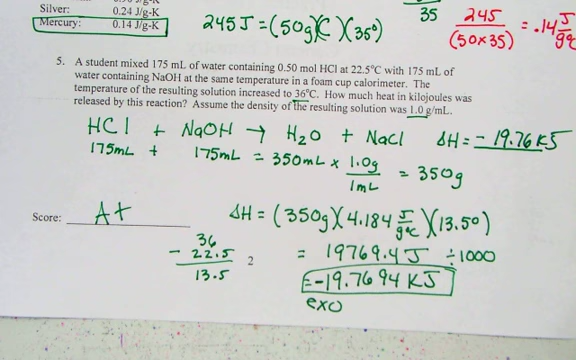 Silver: 0.24 J/g-K
Mercury: 0.14 J/g-K
245 J = (50g)(C)(35°)
35
245
(50x35)
= .14 J
g°c
5. A student mixed 175 mL of water containing 0.50 mol HCl at 22.5°C with 175 mL of
water containing NaOH at the same temperature in a foam cup calorimeter. The
temperature of the resulting solution increased to 36°C. How much heat in kilojoules was
released by this reaction? Assume the density of the resulting solution was 1.0 g/mL.
HCl + NaOH → H2O + NaCl ΔH = - 19.76 KJ
175mL + 175mL = 350mL x 1.0g
1mL
= 350g
Score: A+
ΔH = (350g)(4.184 J
g°c
)(13.5°)
36
- 22.5
13.5
2
= 19769.4 J ÷ 1000
= -19.7694 KJ
exo